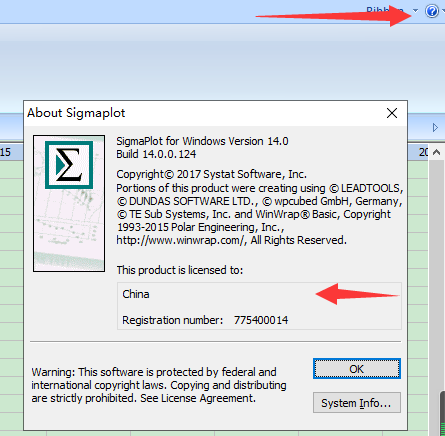 Ribbon
15
20
About Sigmaplot
SigmaPlot for Windows Version 14.0
Build 14.0.0.124
Copyright© 2017 Systat Software, Inc.
Portions of this product were creating using © LEADTOOLS,
© DUNDAS SOFTWARE LTD., © wpcubed GmbH, Germany,
© TE Sub Systems, Inc. and WinWrap® Basic, Copyright
1993-2015 Polar Engineering, Inc.,
http://www.winwrap.com/, All Rights Reserved.
This product is licensed to:
China
Registration number: 775400014
Warning: This software is protected by federal and
international copyright laws. Copying and distributing
are strictly prohibited. See License Agreement.
OK
System Info...